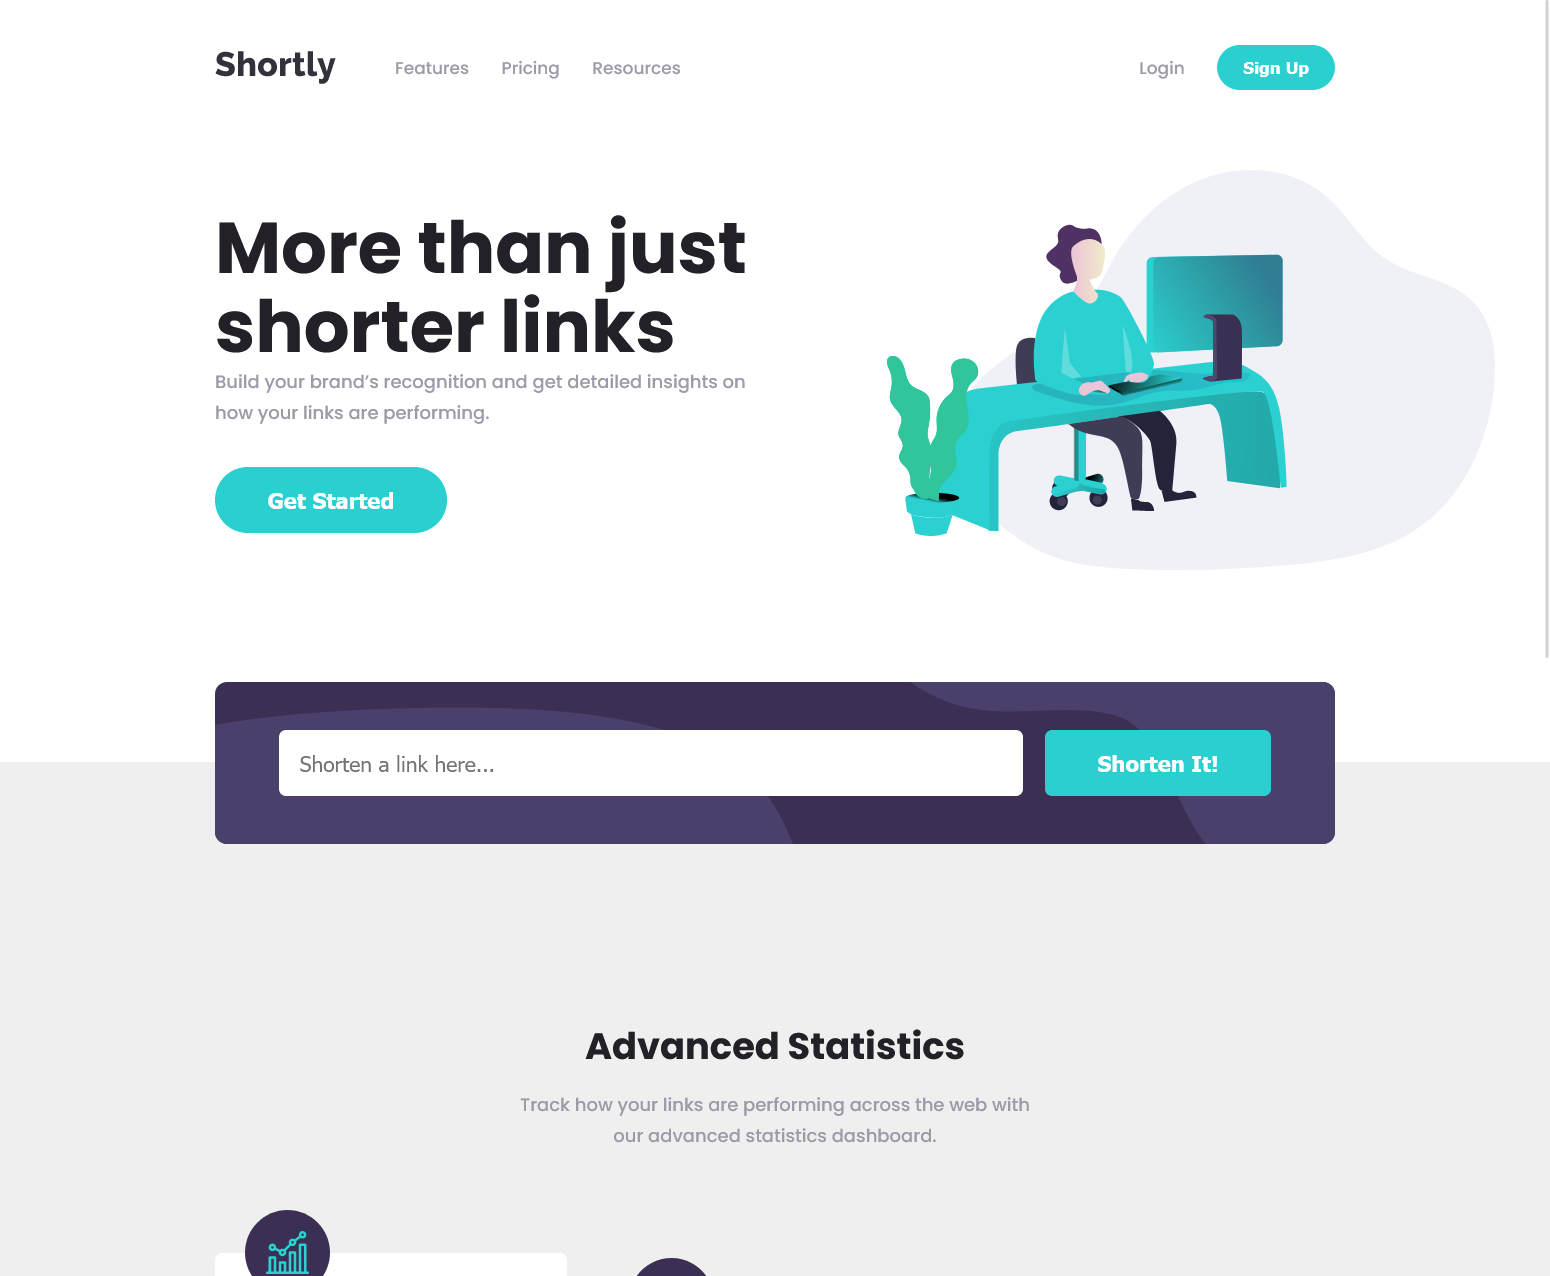 Shortly
Features
Pricing
Resources
Login
Sign Up
More than just
shorter links
Build your brand’s recognition and get detailed insights on
how your links are performing.
Get Started
Shorten a link here...
Shorten It!
Advanced Statistics
Track how your links are performing across the web with
our advanced statistics dashboard.